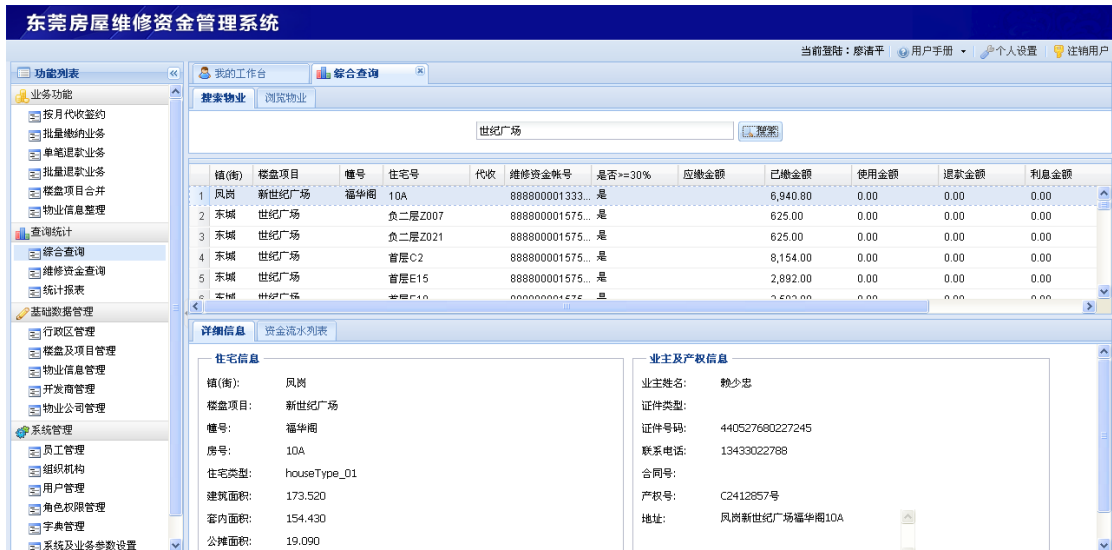 东莞房屋维修资金管理系统
当前登陆：廖清平 用户手册 个人设置 注销用户
功能列表
业务功能
按月代收签约
批量缴纳业务
单笔退款业务
批量退款业务
楼盘项目合并
物业信息整理
查询统计
综合查询
维修资金查询
统计报表
基础数据管理
行政区管理
楼盘及项目管理
物业信息管理
开发商管理
物业公司管理
系统管理
员工管理
组织机构
用户管理
角色权限管理
字典管理
系统及业务参数设置
我的工作台 综合查询
搜索物业 浏览物业
世纪广场 搜索
镇(街) 楼盘项目 幢号 住宅号 代收 维修资金帐号 是否>=30% 应缴金额 已缴金额 使用金额 退款金额 利息金额
1 凤岗 新世纪广场 福华阁 10A 888800001333... 是 6,940.80 0.00 0.00 0.00
2 东城 世纪广场 负二层Z007 888800001575... 是 625.00 0.00 0.00 0.00
3 东城 世纪广场 负二层Z021 888800001575... 是 625.00 0.00 0.00 0.00
4 东城 世纪广场 首层C2 888800001575... 是 8,154.00 0.00 0.00 0.00
5 东城 世纪广场 首层E15 888800001575... 是 2,892.00 0.00 0.00 0.00
详细信息 资金流水列表
住宅信息
镇(街): 凤岗
楼盘项目: 新世纪广场
幢号: 福华阁
房号: 10A
住宅类型: houseType_01
建筑面积: 173.520
套内面积: 154.430
公摊面积: 19.090
业主及产权信息
业主姓名: 赖少忠
证件类型:
证件号码: 440527680227245
联系电话: 13433022788
合同号:
产权号: C2412857号
地址: 凤岗新世纪广场福华阁10A